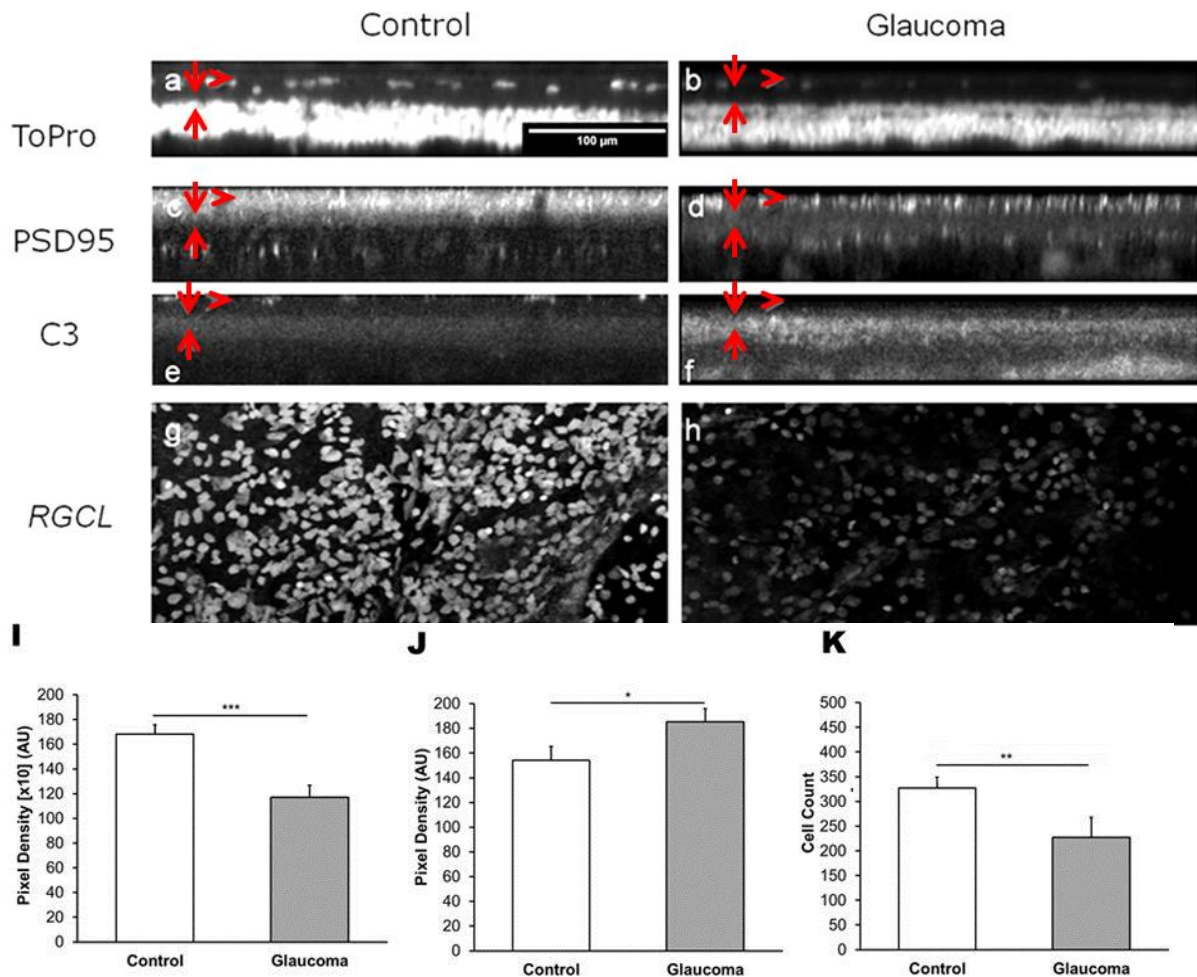 Control
Glaucoma
ToPro
a
b
100 µm
PSD95
c
d
C3
e
f
RGCL
g
h
I
J
K
Pixel Density [x10] (AU)
200
180
160
140
120
100
80
60
40
20
0
***
Control
Glaucoma
Pixel Density (AU)
200
180
160
140
120
100
80
60
40
20
0
*
Control
Glaucoma
Cell Count
500
450
400
350
300
250
200
150
100
50
0
**
Control
Glaucoma